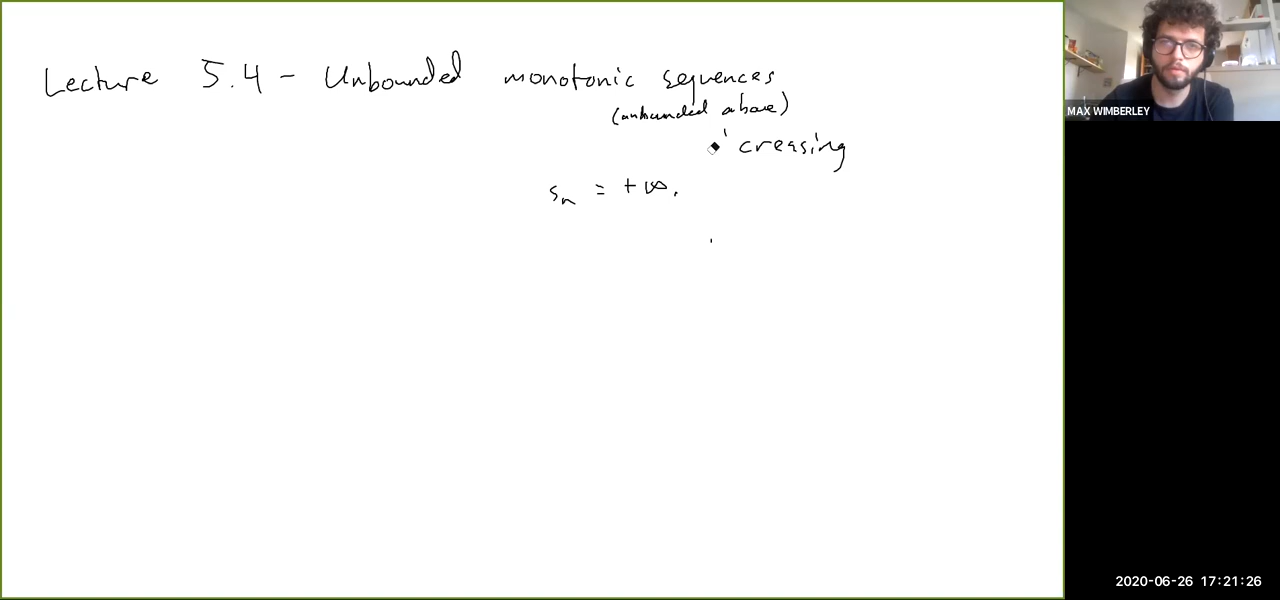 Lecture 5.4 - Unbounded monotonic sequences
(unbounded above)
creasing
sₙ = +∞.
MAX WIMBERLEY
2020-06-26 17:21:26